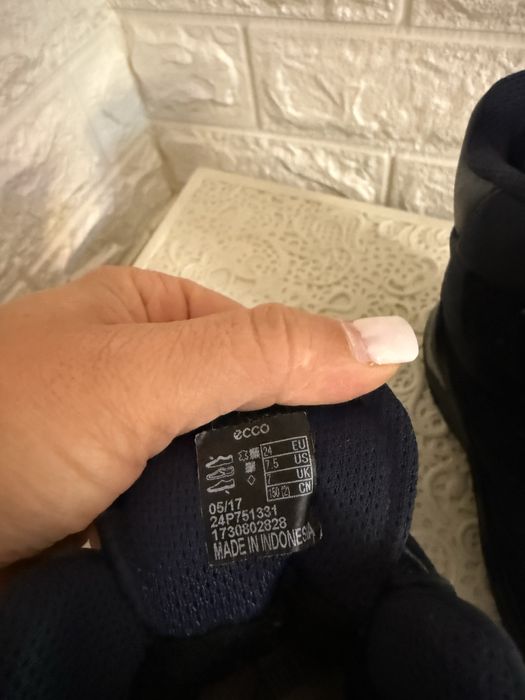 ecco
24 EU
7.5 US
7 UK
150 (2) CN
05/17
24P751331
1730802828
MADE IN INDONESIA